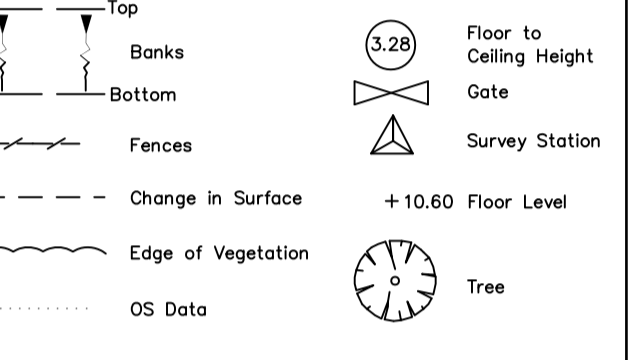 Top
Banks
Bottom
Fences
Change in Surface
Edge of Vegetation
OS Data
3.28 Floor to
Ceiling Height
Gate
Survey Station
+10.60 Floor Level
Tree